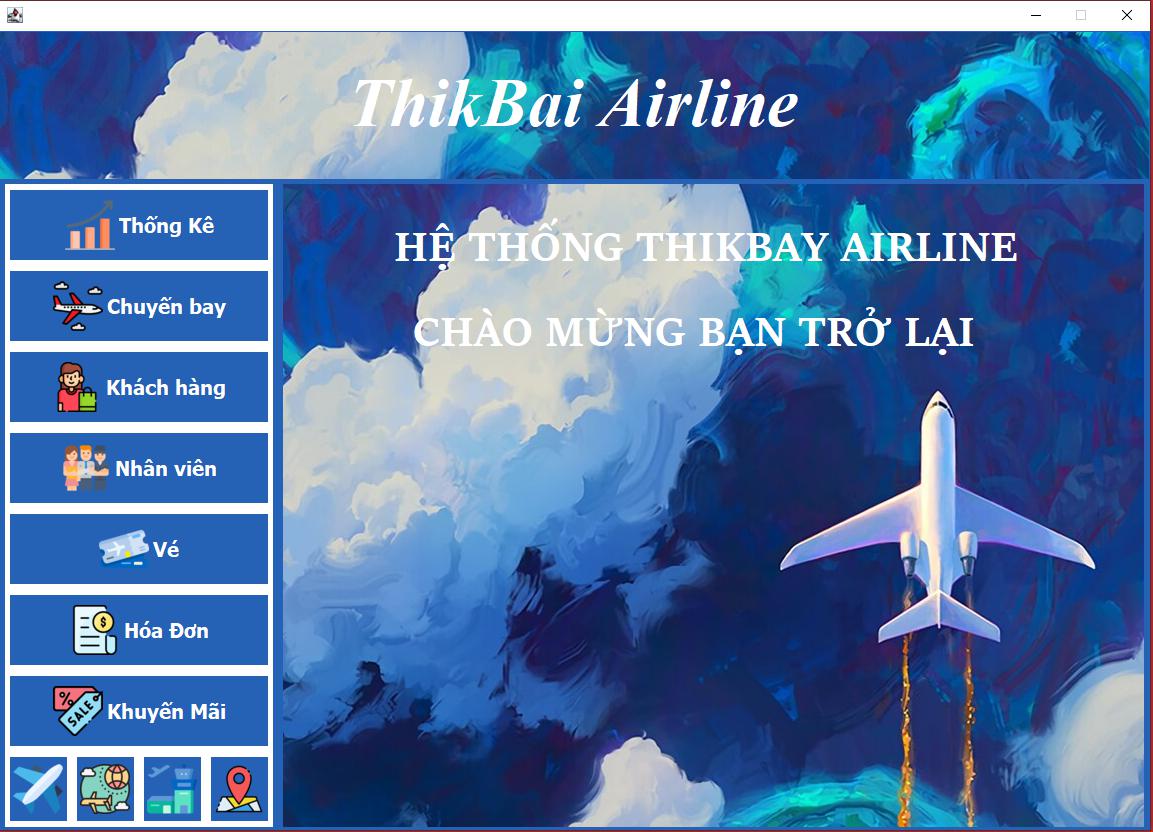 ThikBai Airline
Thống Kê
Chuyến bay
Khách hàng
Nhân viên
Vé
Hóa Đơn
Khuyến Mãi
SALE
HỆ THỐNG THIKBAY AIRLINE
CHÀO MỪNG BẠN TRỞ LẠI